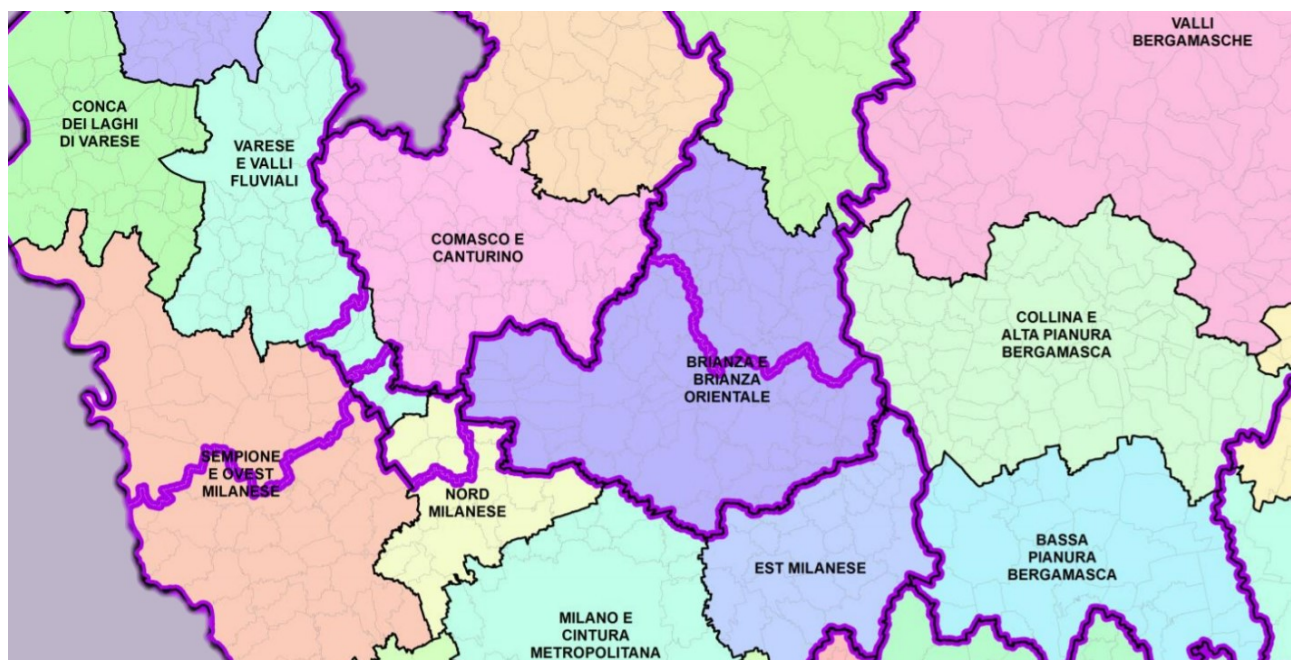 VALLI
BERGAMASCHE
CONCA
DEI LAGHI
DI VARESE
VARESE
E VALLI
FLUVIALI
COMASCO E
CANTURINO
COLLINA E
ALTA PIANURA
BERGAMASCA
BRIANZA E
BRIANZA
ORIENTALE
SEMPIONE
E OVEST
MILANESE
NORD
MILANESE
EST MILANESE
BASSA
PIANURA
BERGAMASCA
MILANO E
CINTURA
METROPOLITANA